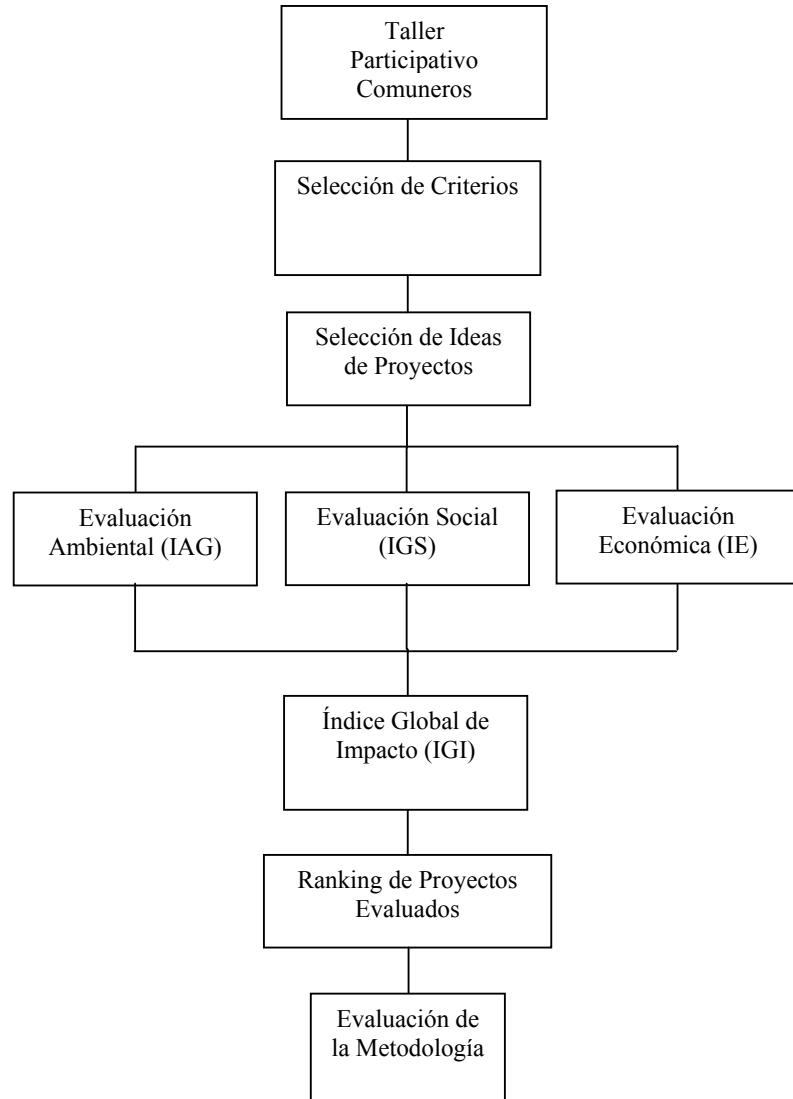 Taller
Participativo
Comuneros
Selección de Criterios
Selección de Ideas
de Proyectos
Evaluación
Ambiental (IAG)
Evaluación Social
(IGS)
Evaluación
Económica (IE)
Índice Global de
Impacto (IGI)
Ranking de Proyectos
Evaluados
Evaluación de
la Metodología